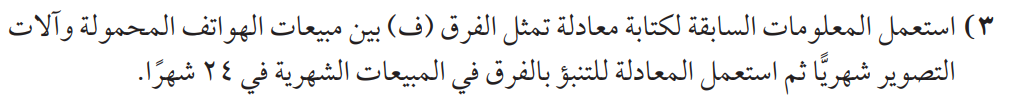 ٣) استعمل المعلومات السابقة لكتابة معادلة تمثل الفرق (ف) بين مبيعات الهواتف المحمولة وآلات
التصوير شهريًّا ثم استعمل المعادلة للتنبؤ بالفرق في المبيعات الشهرية في ٢٤ شهرًا.